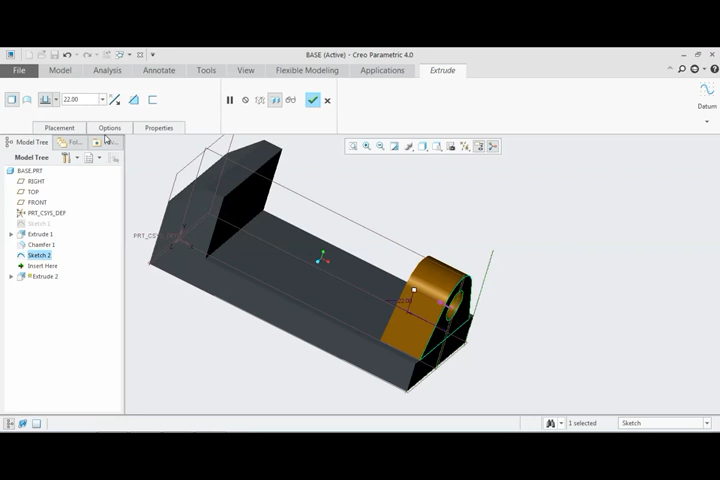 BASE (Active) - Creo Parametric 4.0
File Model Analysis Annotate Tools View Flexible Modeling Applications Extrude
22.00
Datum
Placement Options Properties
Model Tree
Model Tree
BASE.PRT
RIGHT
TOP
FRONT
PRT_CSYS_DEF
Sketch 1
Extrude 1
Chamfer 1
Sketch 2
Insert Here
Extrude 2
22.00
1 selected
Sketch